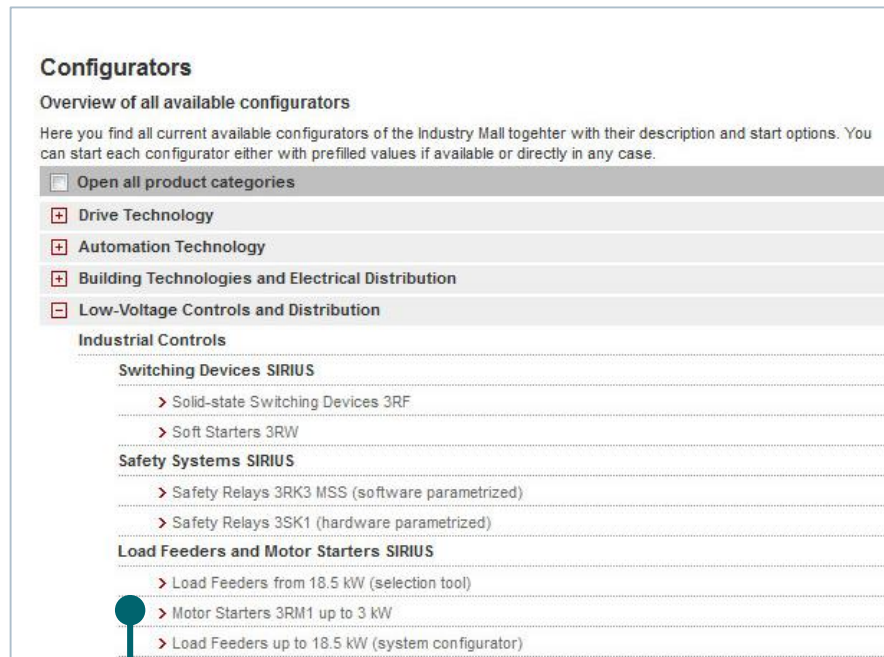 Configurators
Overview of all available configurators
Here you find all current available configurators of the Industry Mall togehter with their description and start options. You
can start each configurator either with prefilled values if available or directly in any case.
Open all product categories
Drive Technology
Automation Technology
Building Technologies and Electrical Distribution
Low-Voltage Controls and Distribution
Industrial Controls
Switching Devices SIRIUS
Solid-state Switching Devices 3RF
Soft Starters 3RW
Safety Systems SIRIUS
Safety Relays 3RK3 MSS (software parametrized)
Safety Relays 3SK1 (hardware parametrized)
Load Feeders and Motor Starters SIRIUS
Load Feeders from 18.5 kW (selection tool)
Motor Starters 3RM1 up to 3 kW
Load Feeders up to 18.5 kW (system configurator)